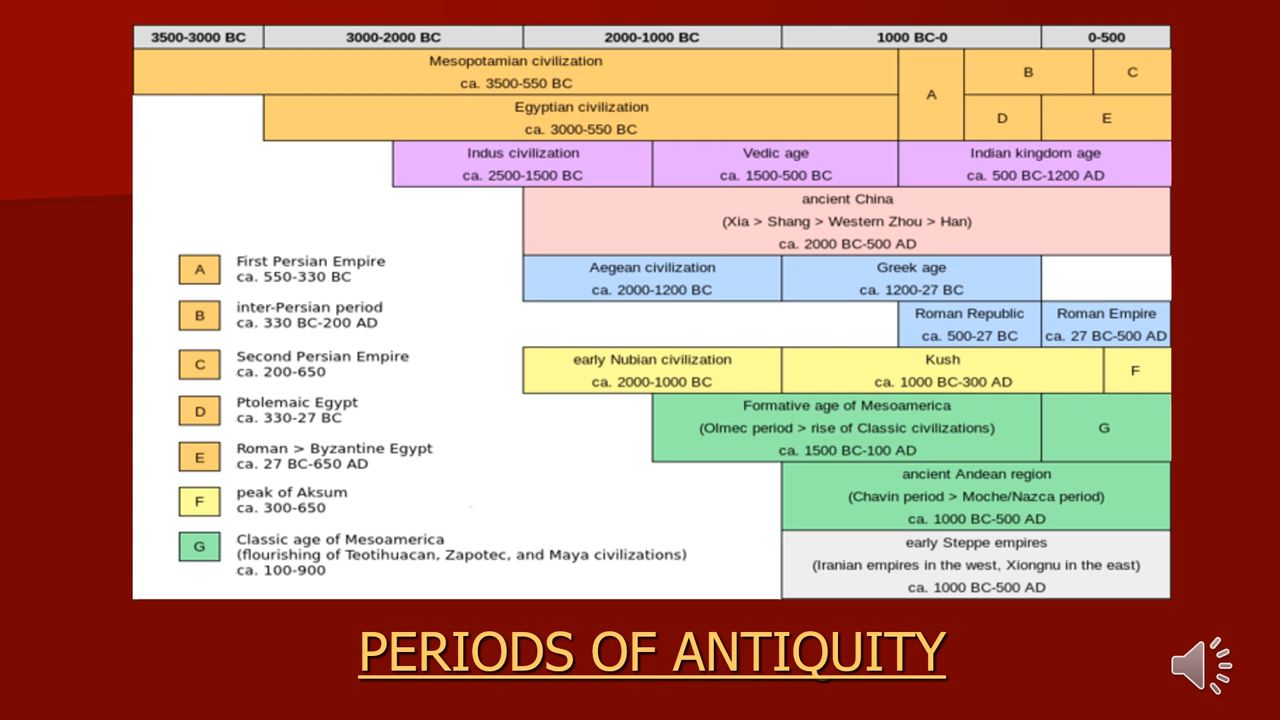 3500-3000 BC 3000-2000 BC 2000-1000 BC 1000 BC-0 0-500
Mesopotamian civilization
ca. 3500-550 BC
A
B
C
Egyptian civilization
ca. 3000-550 BC
D
E
Indus civilization
ca. 2500-1500 BC
Vedic age
ca. 1500-500 BC
Indian kingdom age
ca. 500 BC-1200 AD
ancient China
(Xia > Shang > Western Zhou > Han)
ca. 2000 BC-500 AD
Aegean civilization
ca. 2000-1200 BC
Greek age
ca. 1200-27 BC
Roman Republic
ca. 500-27 BC
Roman Empire
ca. 27 BC-500 AD
early Nubian civilization
ca. 2000-1000 BC
Kush
ca. 1000 BC-300 AD
F
Formative age of Mesoamerica
(Olmec period > rise of Classic civilizations)
ca. 1500 BC-100 AD
G
ancient Andean region
(Chavin period > Moche/Nazca period)
ca. 1000 BC-500 AD
early Steppe empires
(Iranian empires in the west, Xiongnu in the east)
ca. 1000 BC-500 AD
A
First Persian Empire
ca. 550-330 BC
B
inter-Persian period
ca. 330 BC-200 AD
C
Second Persian Empire
ca. 200-650
D
Ptolemaic Egypt
ca. 330-27 BC
E
Roman > Byzantine Egypt
ca. 27 BC-650 AD
F
peak of Aksum
ca. 300-650
G
Classic age of Mesoamerica
(flourishing of Teotihuacan, Zapotec, and Maya civilizations)
ca. 100-900
PERIODS OF ANTIQUITY